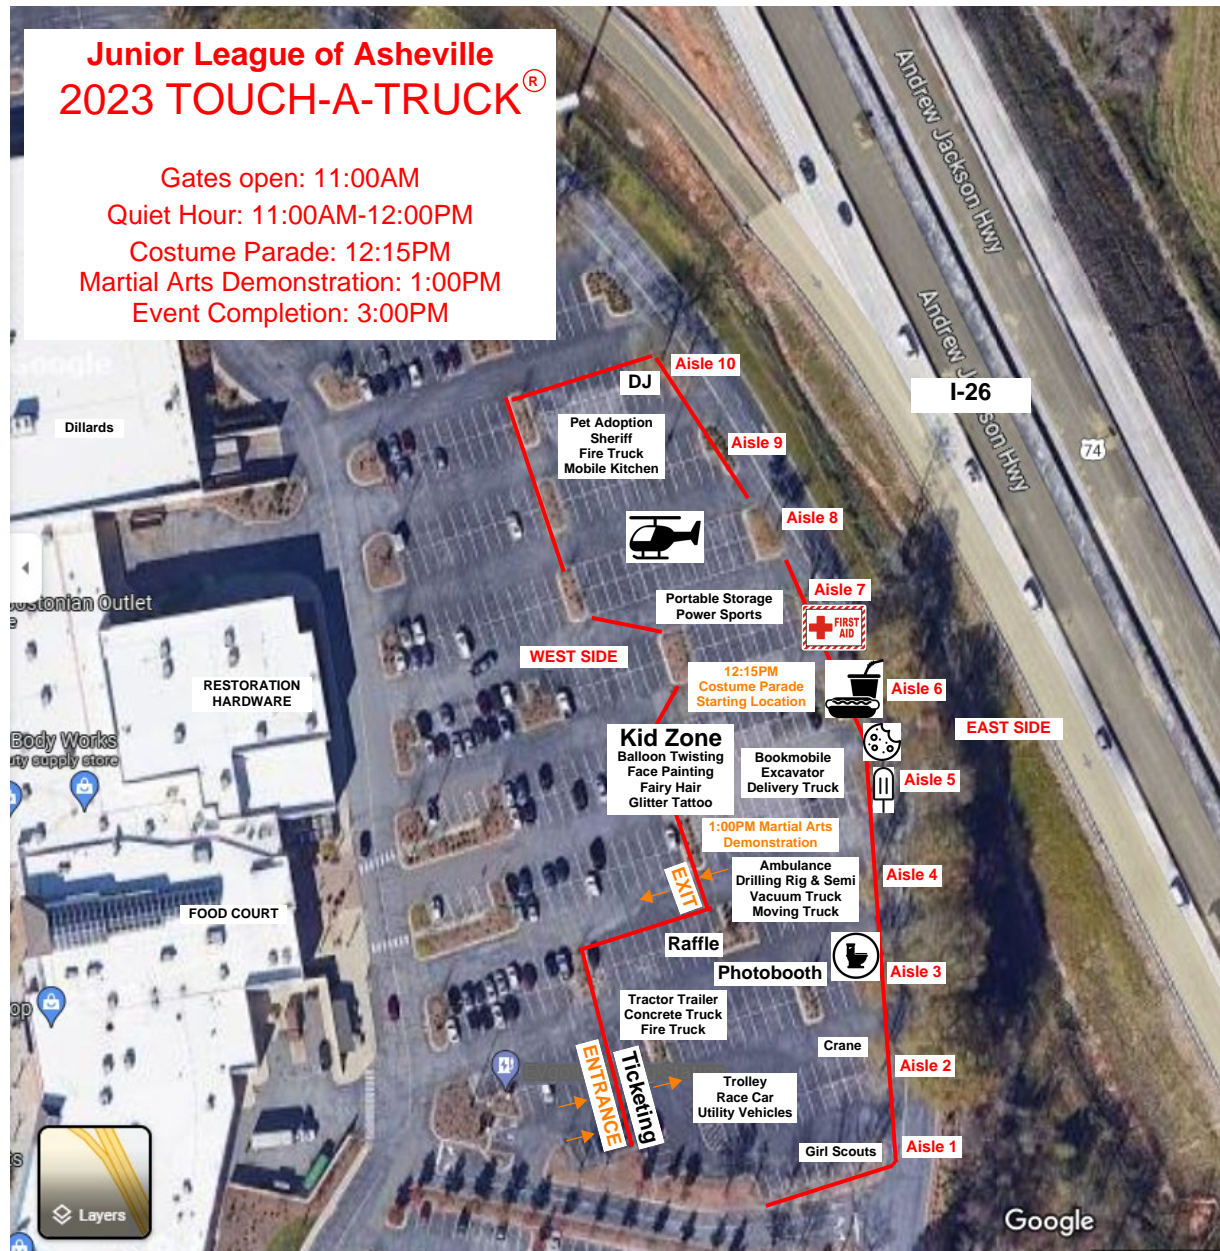 Junior League of Asheville
2023 TOUCH-A-TRUCK®
Gates open: 11:00AM
Quiet Hour: 11:00AM-12:00PM
Costume Parade: 12:15PM
Martial Arts Demonstration: 1:00PM
Event Completion: 3:00PM
Andrew Jackson Hwy
Andrew Jackson Hwy
I-26
74
Google
Dillards
Aisle 10
DJ
Pet Adoption
Sheriff
Fire Truck
Mobile Kitchen
Aisle 9
Aisle 8
Aisle 7
Portable Storage
Power Sports
FIRST
AID
WEST SIDE
12:15PM
Costume Parade
Starting Location
Aisle 6
EAST SIDE
Outlet
RESTORATION
HARDWARE
Body Works
supply store
Kid Zone
Balloon Twisting
Face Painting
Fairy Hair
Glitter Tattoo
Bookmobile
Excavator
Delivery Truck
Aisle 5
1:00PM Martial Arts
Demonstration
EXIT
Ambulance
Drilling Rig & Semi
Vacuum Truck
Moving Truck
Aisle 4
FOOD COURT
Raffle
Photobooth
Aisle 3
Tractor Trailer
Concrete Truck
Fire Truck
Crane
Aisle 2
ENTRANCE
Ticketing
Trolley
Race Car
Utility Vehicles
Girl Scouts
Aisle 1
Layers
Google